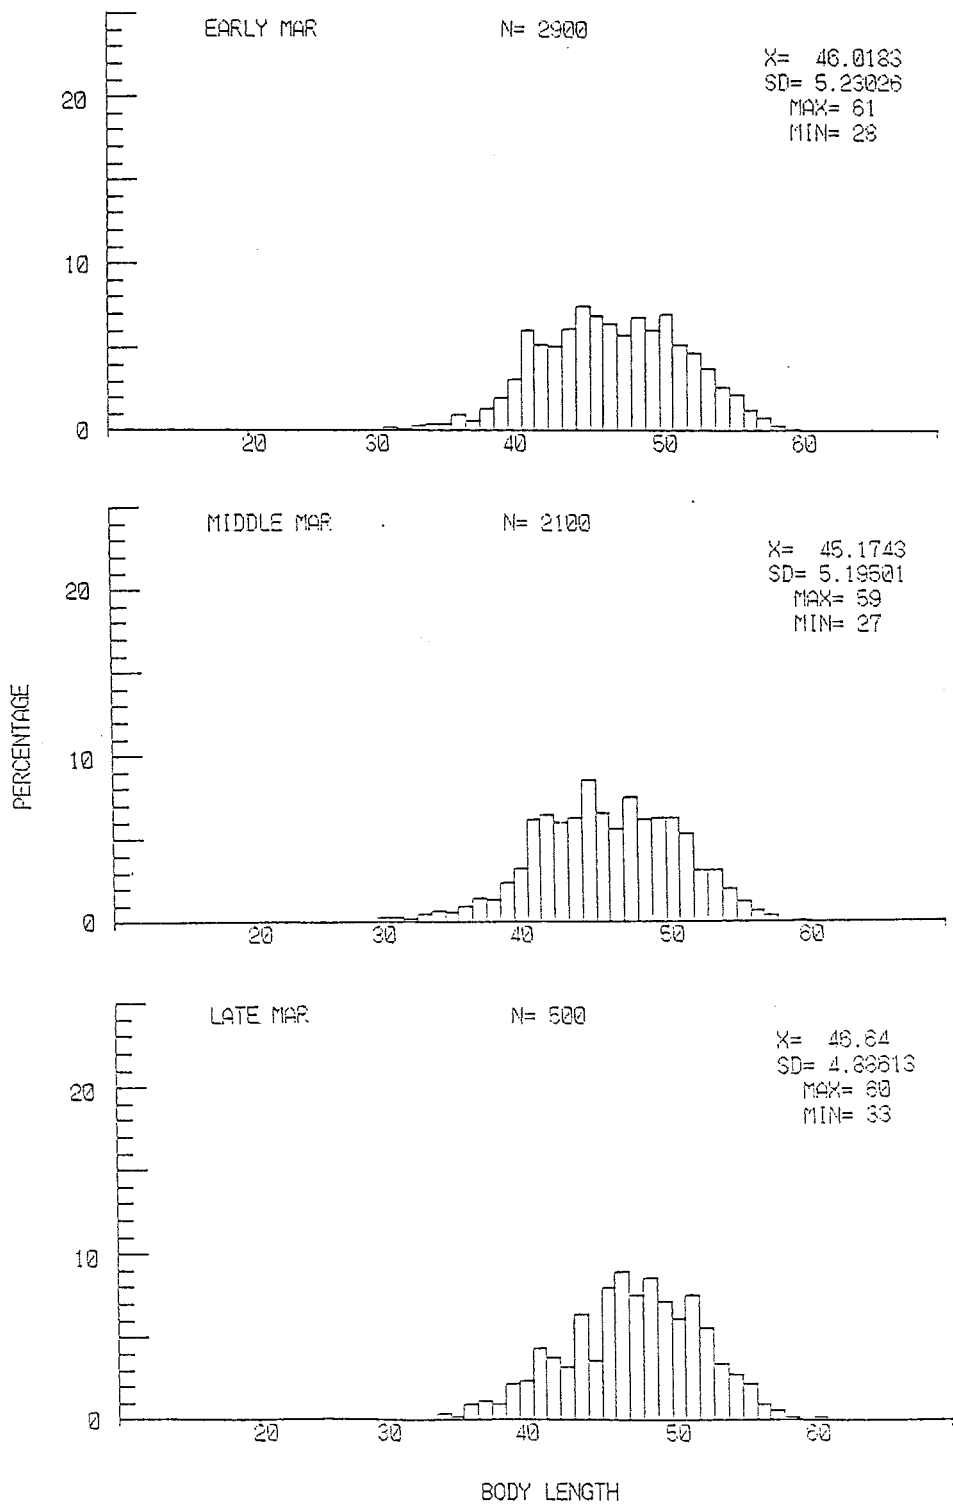 EARLY MAR N= 2900
X= 46.0183
SD= 5.23026
MAX= 61
MIN= 28
20
10
0
20 30 40 50 60
MIDDLE MAR N= 2100
X= 45.1743
SD= 5.19501
MAX= 59
MIN= 27
20
10
0
20 30 40 50 60
PERCENTAGE
LATE MAR N= 500
X= 46.64
SD= 4.88613
MAX= 60
MIN= 33
20
10
0
20 30 40 50 60
BODY LENGTH